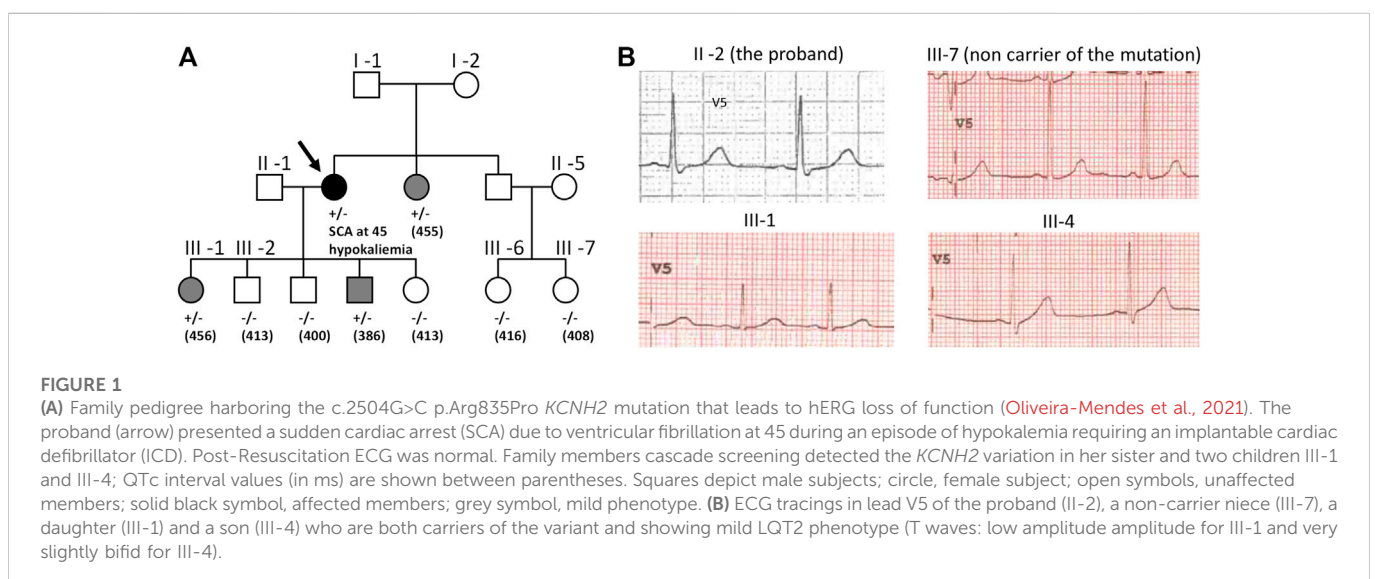 A
I -1 I -2
II -1 II -5
+/-
SCA at 45
hypokaliemia
+/-
(455)
III -1 III -2 III -6 III -7
+/- -/- -/- +/- -/- -/- -/-
(456) (413) (400) (386) (413) (416) (408)
B
II -2 (the proband)
V5
III-7 (non carrier of the mutation)
V5
III-1
V5
III-4
V5
FIGURE 1
(A) Family pedigree harboring the c.2504G>C p.Arg835Pro KCNH2 mutation that leads to hERG loss of function (Oliveira-Mendes et al., 2021). The
proband (arrow) presented a sudden cardiac arrest (SCA) due to ventricular fibrillation at 45 during an episode of hypokalemia requiring an implantable cardiac
defibrillator (ICD). Post-Resuscitation ECG was normal. Family members cascade screening detected the KCNH2 variation in her sister and two children III-1
and III-4; QTc interval values (in ms) are shown between parentheses. Squares depict male subjects; circle, female subject; open symbols, unaffected
members; solid black symbol, affected members; grey symbol, mild phenotype. (B) ECG tracings in lead V5 of the proband (II-2), a non-carrier niece (III-7), a
daughter (III-1) and a son (III-4) who are both carriers of the variant and showing mild LQT2 phenotype (T waves: low amplitude amplitude for III-1 and very
slightly bifid for III-4).